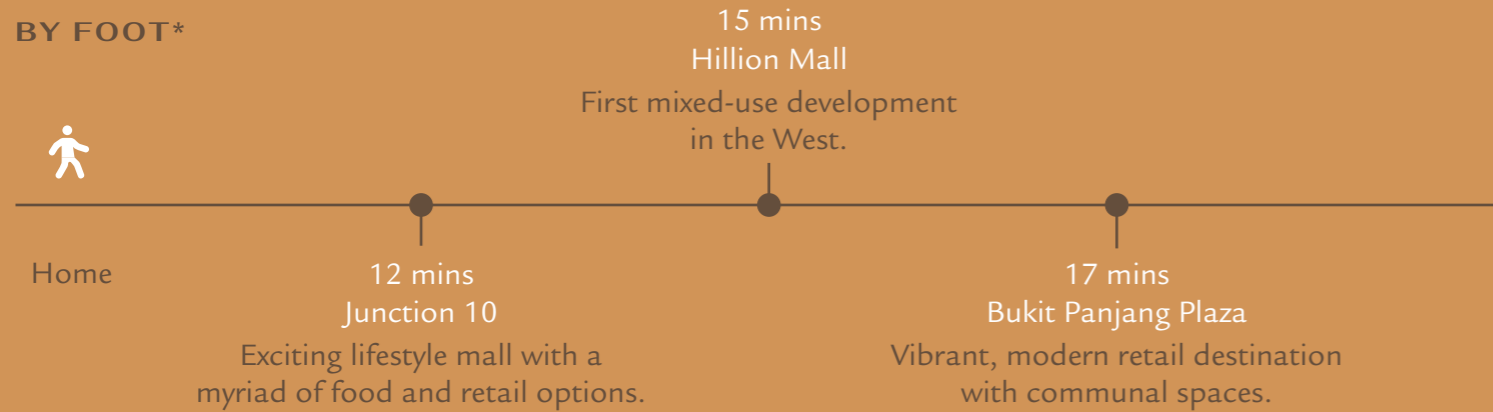 BY FOOT*
15 mins
Hillion Mall
First mixed-use development
in the West.
Home
12 mins
Junction 10
Exciting lifestyle mall with a
myriad of food and retail options.
17 mins
Bukit Panjang Plaza
Vibrant, modern retail destination
with communal spaces.